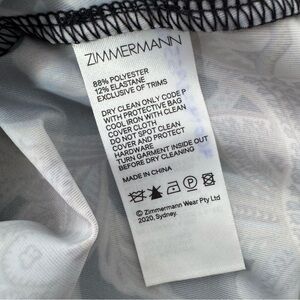 ZIMMERMANN
88% POLYESTER
12% ELASTANE
EXCLUSIVE OF TRIMS
DRY CLEAN ONLY CODE P
WITH PROTECTIVE BAG
COOL IRON WITH CLEAN
COVER CLOTH
DO NOT SPOT CLEAN
COVER AND PROTECT
HARDWARE
TURN GARMENT INSIDE OUT
BEFORE DRY CLEANING
MADE IN CHINA
P
© Zimmermann Wear Pty Ltd
2020, Sydney.